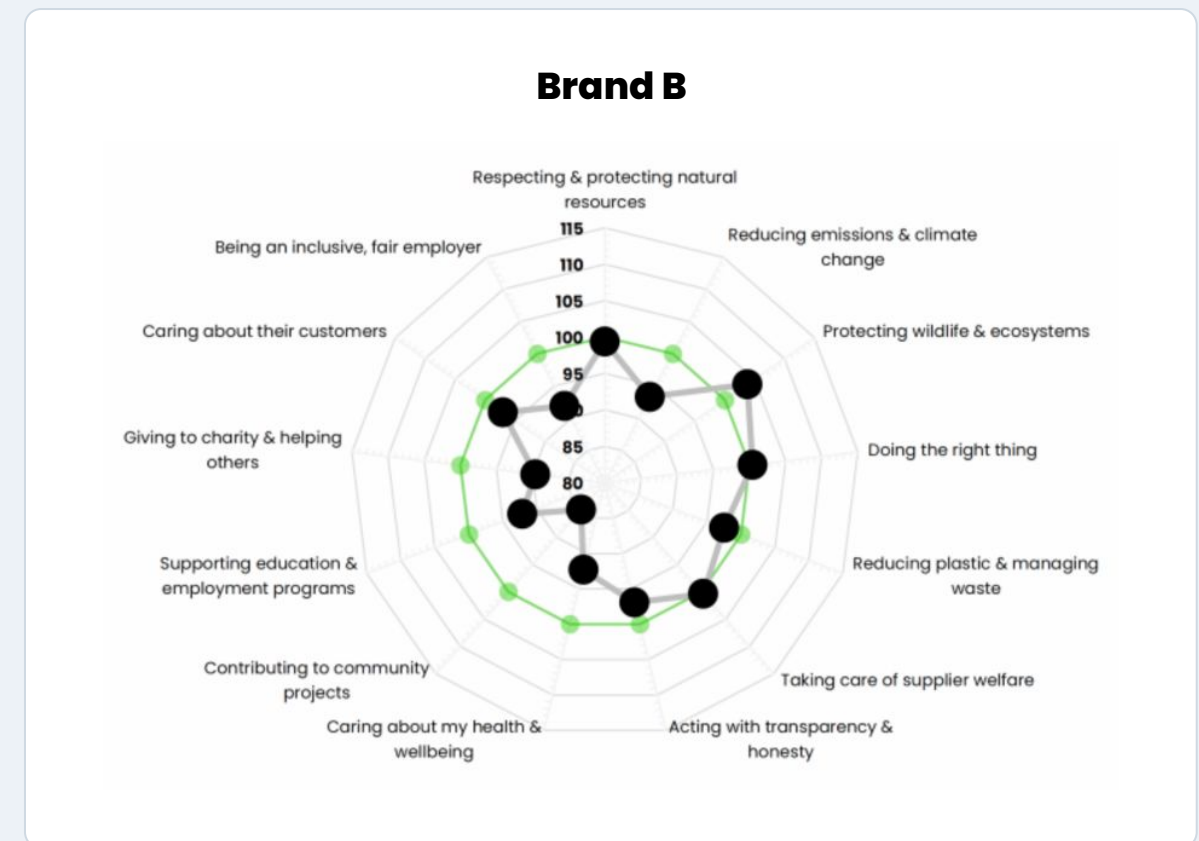 Brand B
Respecting & protecting natural
resources
115
Reducing emissions & climate
change
Being an inclusive, fair employer
110
105
Caring about their customers
100
Protecting wildlife & ecosystems
95
Giving to charity & helping
others
85
Doing the right thing
80
Supporting education &
employment programs
Reducing plastic & managing
waste
Contributing to community
projects
Taking care of supplier welfare
Caring about my health &
wellbeing
Acting with transparency &
honesty